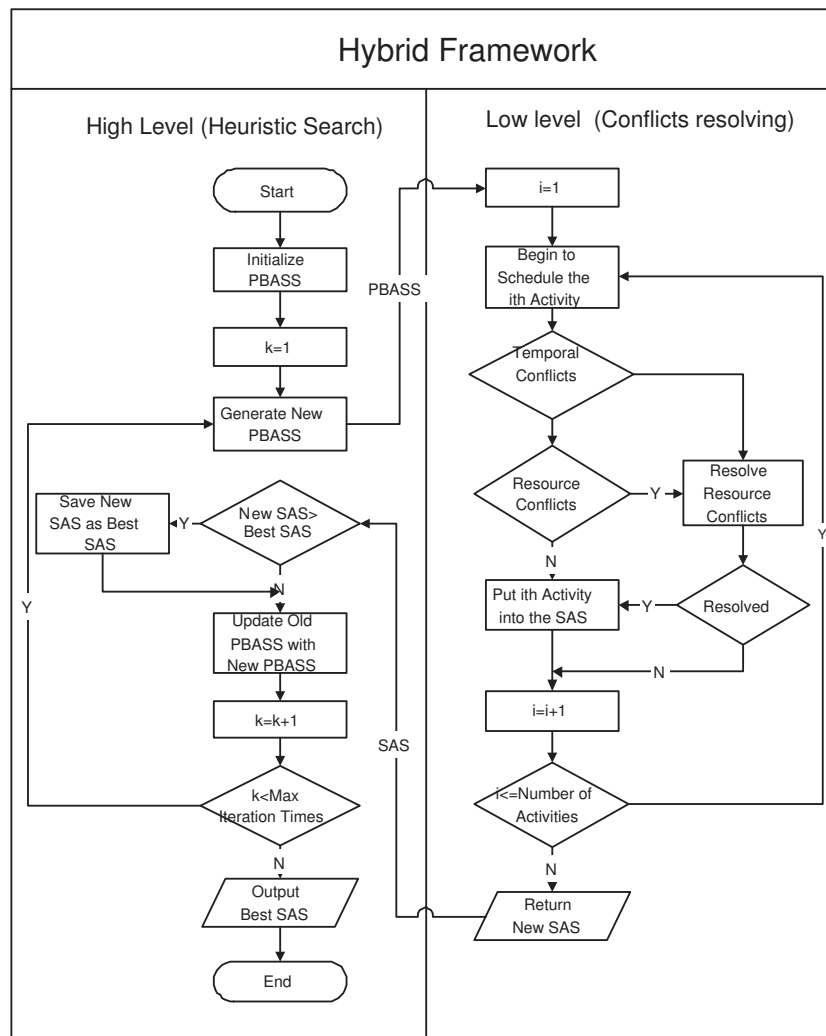 Hybrid Framework
High Level (Heuristic Search)
Start
Initialize
PBASS
k=1
Generate New
PBASS
New SAS>
Best SAS
Y
Save New
SAS as Best
SAS
N
Y
Update Old
PBASS with
New PBASS
k=k+1
k<Max
Iteration Times
N
Output
Best SAS
End
PBASS
SAS
Low level (Conflicts resolving)
i=1
Begin to
Schedule the
ith Activity
Temporal
Conflicts
Resource
Conflicts
Y
Resolve
Resource
Conflicts
Y
N
Put ith Activity
into the SAS
Y
Resolved
N
i=i+1
i<=Number of
Activities
N
Return
New SAS